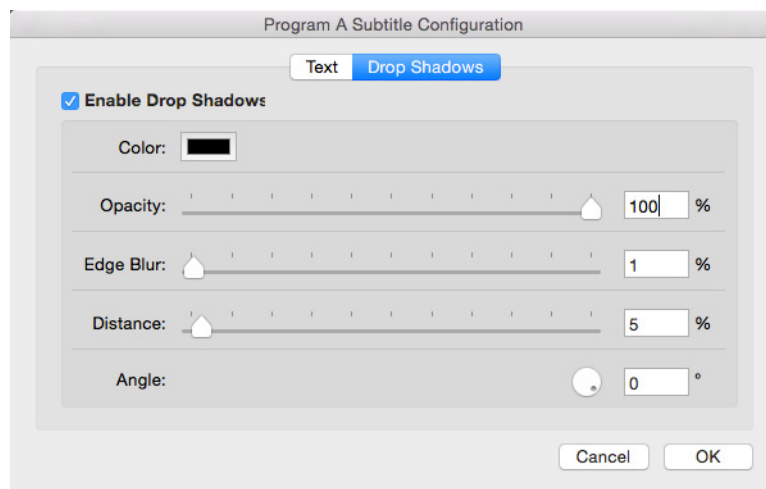 Program A Subtitle Configuration
Text Drop Shadows
Enable Drop Shadows
Color:
Opacity: 100 %
Edge Blur: 1 %
Distance: 5 %
Angle: 0 °
Cancel OK